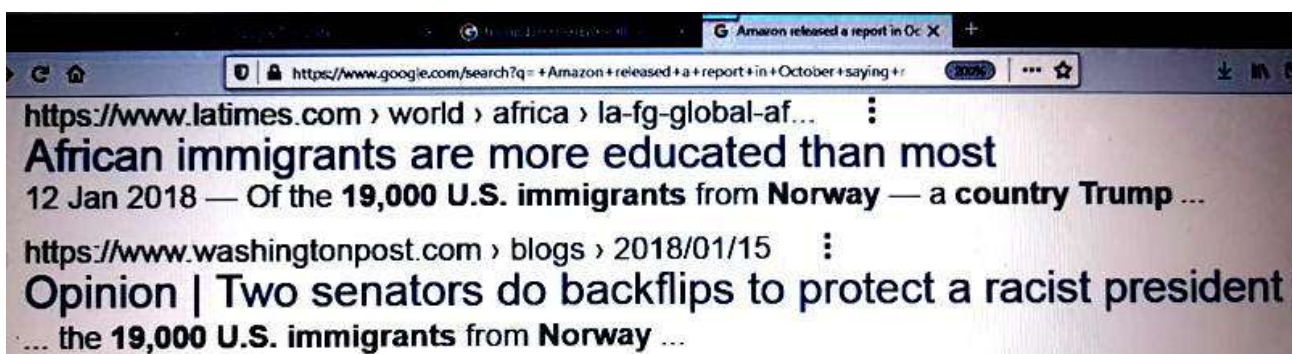 G Amazon released a report in Oc X +
https://www.google.com/search?q= +Amazon+released+a+report+in+October+saying+r 200% ...
https://www.latimes.com › world › africa › la-fg-global-af...
African immigrants are more educated than most
12 Jan 2018 — Of the 19,000 U.S. immigrants from Norway — a country Trump ...
https://www.washingtonpost.com › blogs › 2018/01/15
Opinion | Two senators do backflips to protect a racist president
... the 19,000 U.S. immigrants from Norway ...